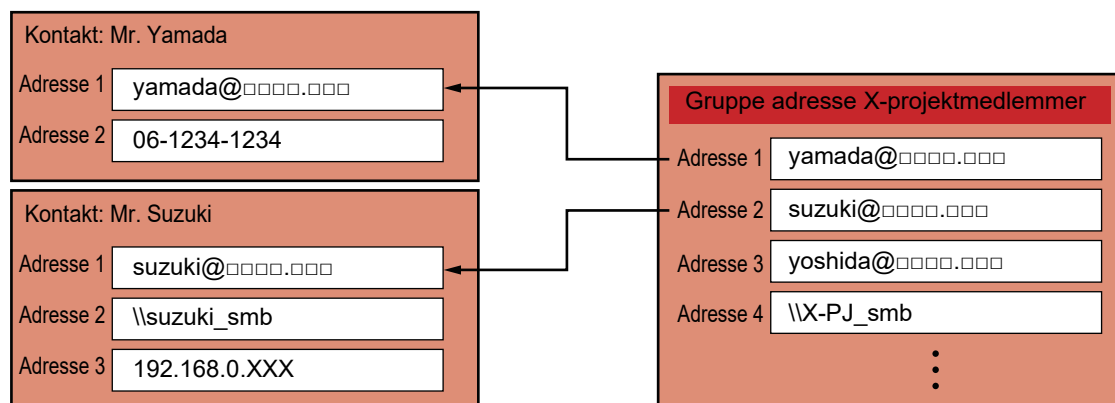 Kontakt: Mr. Yamada
Adresse 1 yamada@□□□□.□□□
Adresse 2 06-1234-1234
Kontakt: Mr. Suzuki
Adresse 1 suzuki@□□□□.□□□
Adresse 2 \\suzuki_smb
Adresse 3 192.168.0.XXX
Gruppe adresse X-projektmedlemmer
Adresse 1 yamada@□□□□.□□□
Adresse 2 suzuki@□□□□.□□□
Adresse 3 yoshida@□□□□.□□□
Adresse 4 \\X-PJ_smb